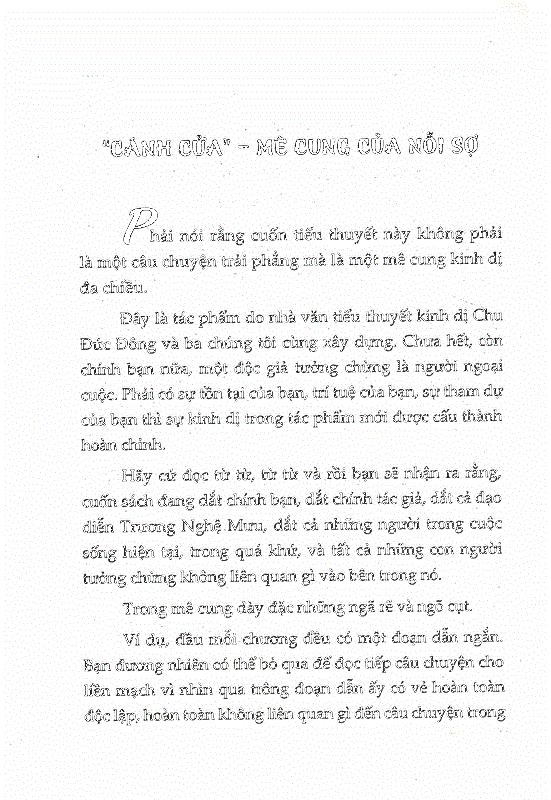 "CÁNH CỬA" – MÊ CUNG CỦA NỖI SỢ
Phải nói rằng cuốn tiểu thuyết này không phải
là một câu chuyện trải phẳng mà là một mê cung kinh dị
đa chiều.
Đây là tác phẩm do nhà văn tiểu thuyết kinh dị Chu
Đức Đông và ba chúng tôi cùng xây dựng. Chưa hết, còn
chính bạn nữa, một độc giả tưởng chừng là người ngoại
cuộc. Phải có sự tồn tại của bạn, trí tuệ của bạn, sự tham dự
của bạn thì sự kinh dị trong tác phẩm mới được cấu thành
hoàn chỉnh.
Hãy cứ đọc từ từ, từ từ và rồi bạn sẽ nhận ra rằng,
cuốn sách đang dắt chính bạn, dắt chính tác giả, dắt cả đạo
diễn Trương Nghệ Mưu, dắt cả những người trong cuộc
sống hiện tại, trong quá khứ, và tất cả những con người
tưởng chừng không liên quan gì vào bên trong nó.
Trong mê cung dày đặc những ngã rẽ và ngõ cụt.
Ví dụ, đầu mỗi chương đều có một đoạn dẫn ngắn.
Bạn đương nhiên có thể bỏ qua để đọc tiếp câu chuyện cho
liền mạch vì nhìn qua trông đoạn dẫn ấy có vẻ hoàn toàn
độc lập, hoàn toàn không liên quan gì đến câu chuyện trong